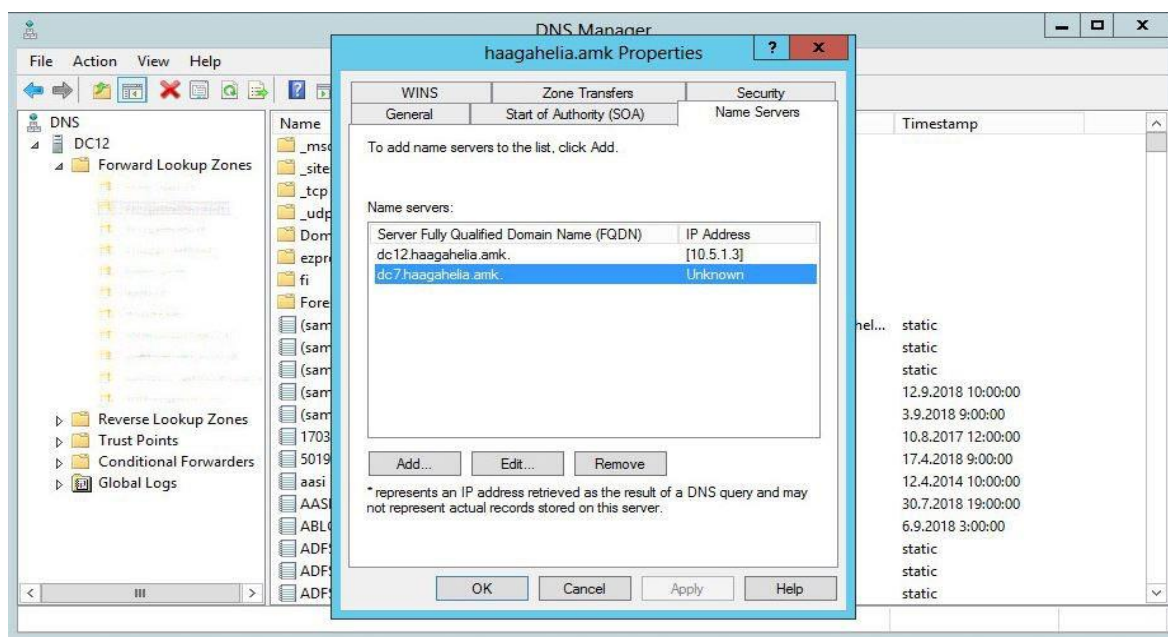 DNS Manager
haagahelia.amk Properties
?
x
File Action View Help
WINS Zone Transfers Security
General Start of Authority (SOA) Name Servers
To add name servers to the list, click Add.
Name servers:
Server Fully Qualified Domain Name (FQDN) IP Address
dc12.haagahelia.amk. [10.5.1.3]
dc7.haagahelia.amk. Unknown
Add... Edit... Remove
* represents an IP address retrieved as the result of a DNS query and may
not represent actual records stored on this server.
OK Cancel Apply Help
DNS
DC12
Forward Lookup Zones
Reverse Lookup Zones
Trust Points
Conditional Forwarders
Global Logs
Name
_msc
_site
_tcp
_udp
Dom
ezpr
fi
Fore
(sam
(sam
(sam
(sam
(sam
1703
5019
aasi
AAS
ABL
ADF
ADF
ADF
Timestamp
hel... static
static
static
12.9.2018 10:00:00
3.9.2018 9:00:00
10.8.2017 12:00:00
17.4.2018 9:00:00
12.4.2014 10:00:00
30.7.2018 19:00:00
6.9.2018 3:00:00
static
static
static